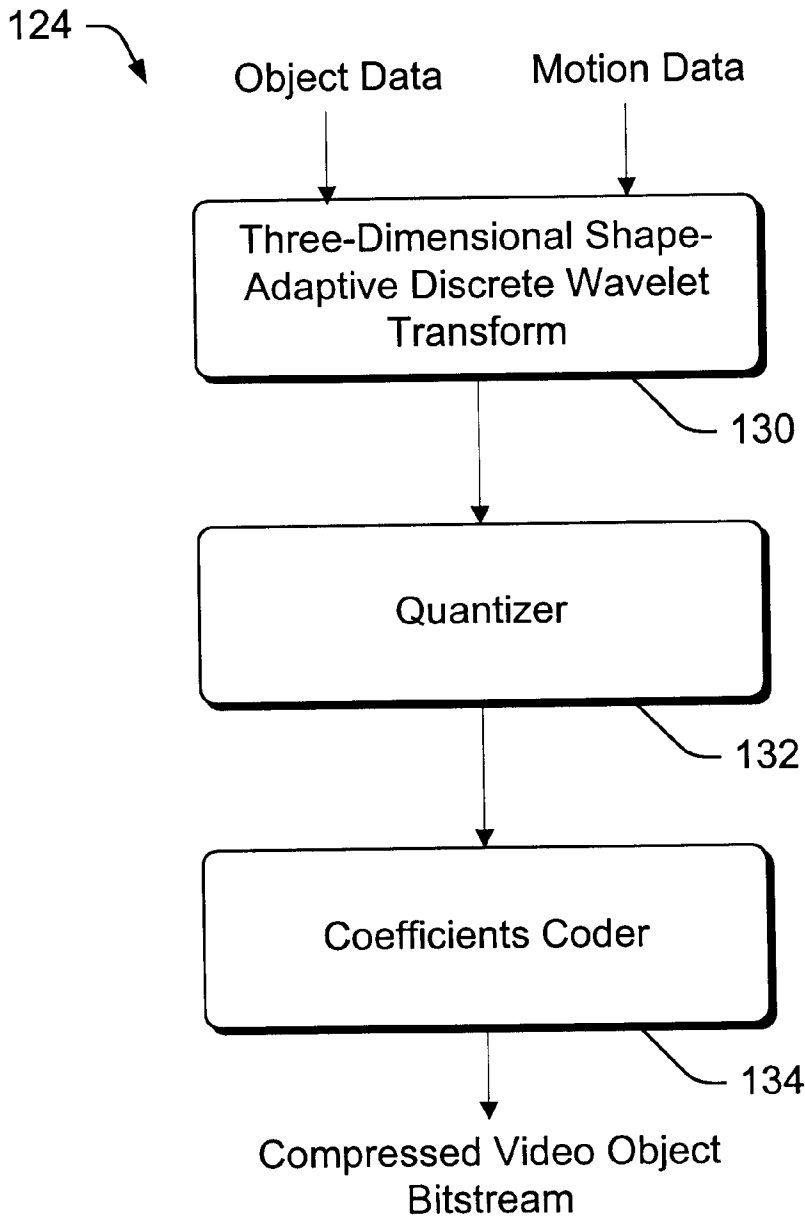 124
Object Data
Motion Data
Three-Dimensional Shape-
Adaptive Discrete Wavelet
Transform
130
Quantizer
132
Coefficients Coder
134
Compressed Video Object
Bitstream